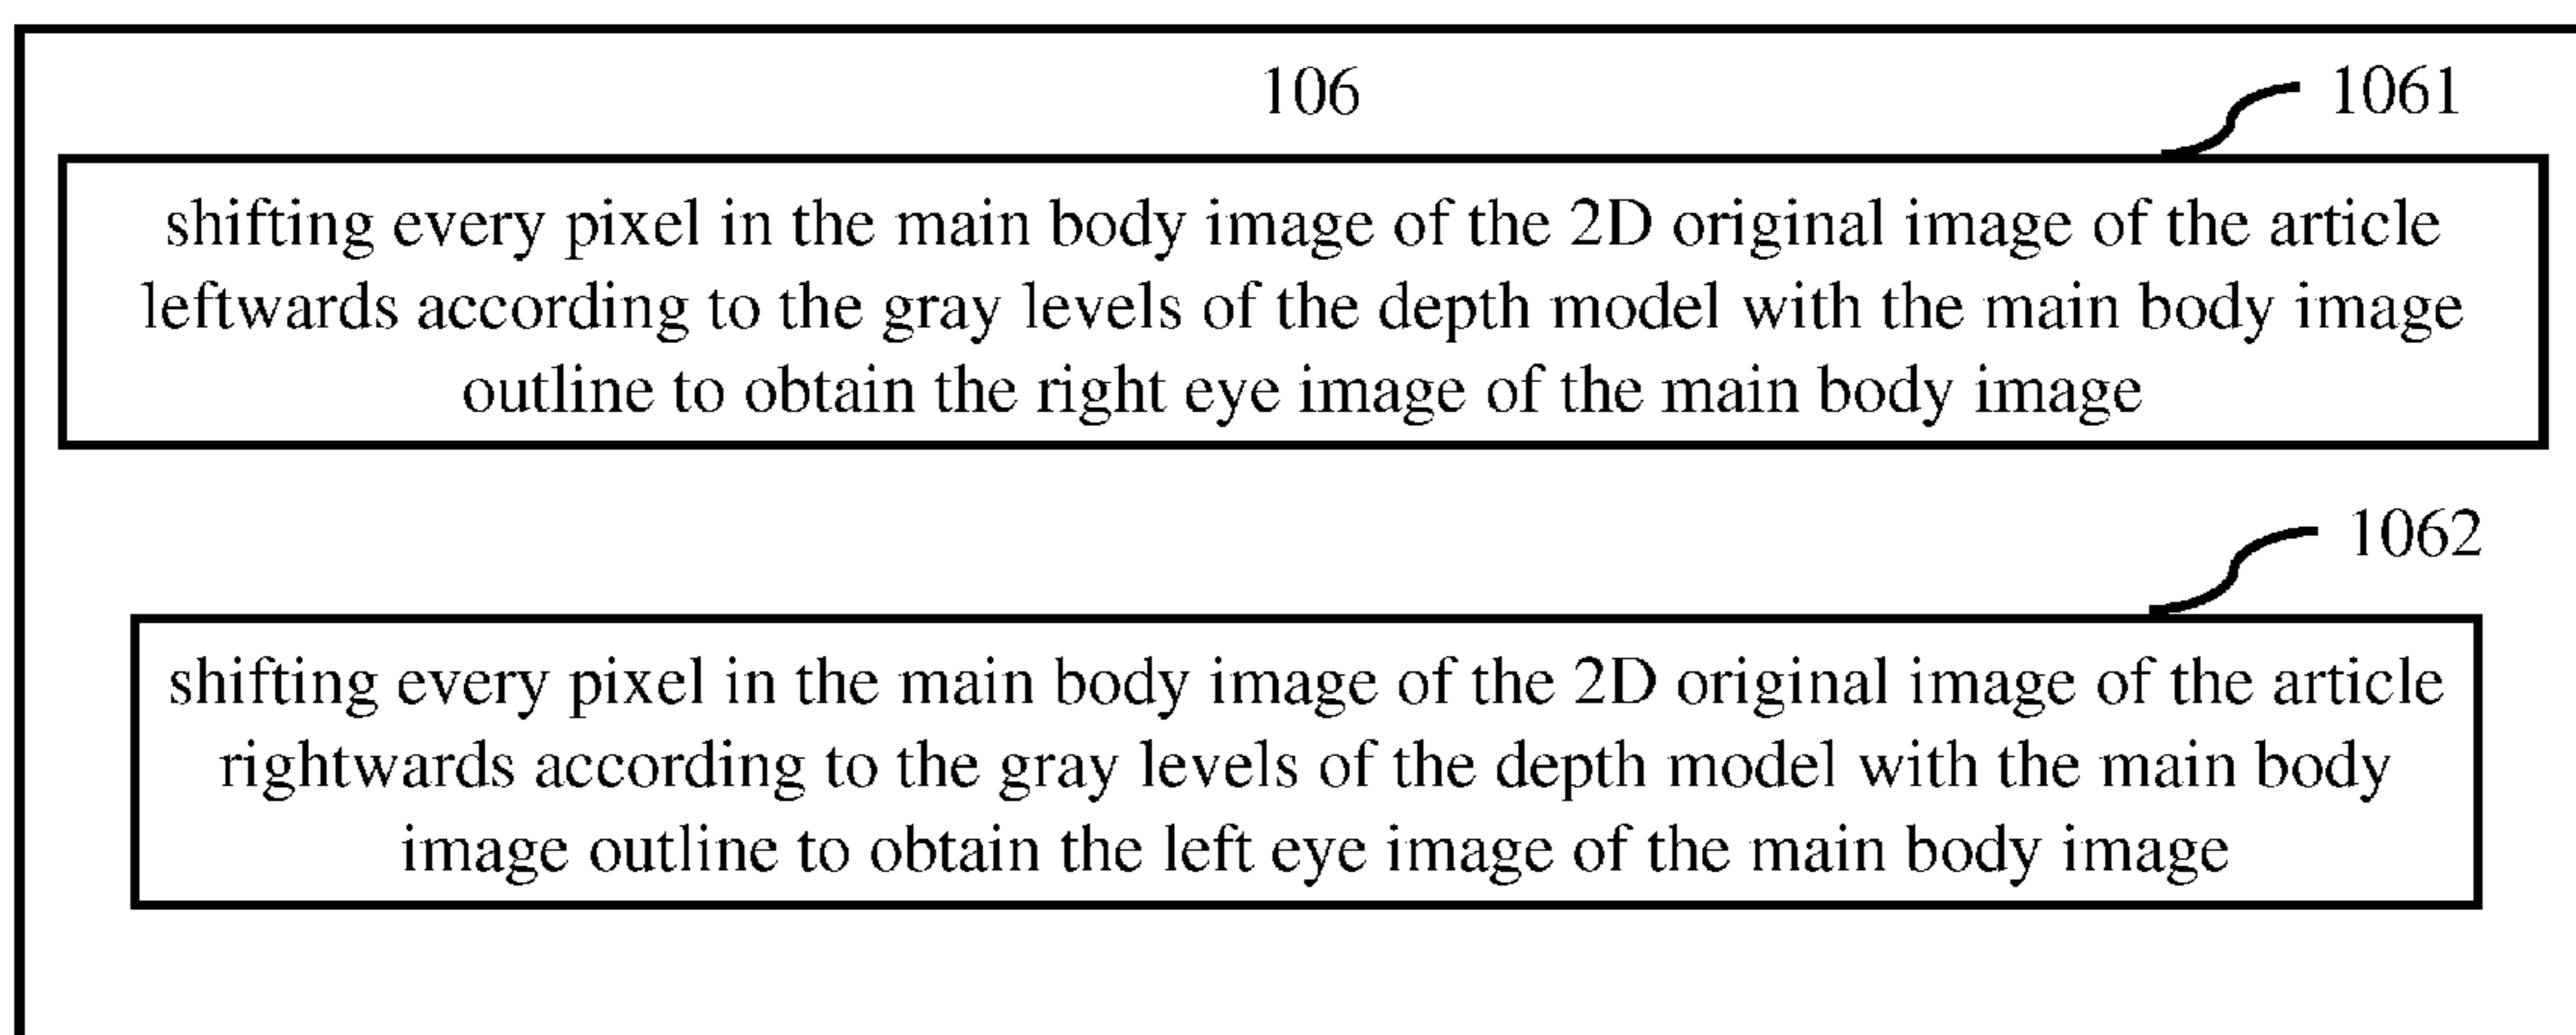 106
1061
shifting every pixel in the main body image of the 2D original image of the article
leftwards according to the gray levels of the depth model with the main body image
outline to obtain the right eye image of the main body image
1062
shifting every pixel in the main body image of the 2D original image of the article
rightwards according to the gray levels of the depth model with the main body
image outline to obtain the left eye image of the main body image